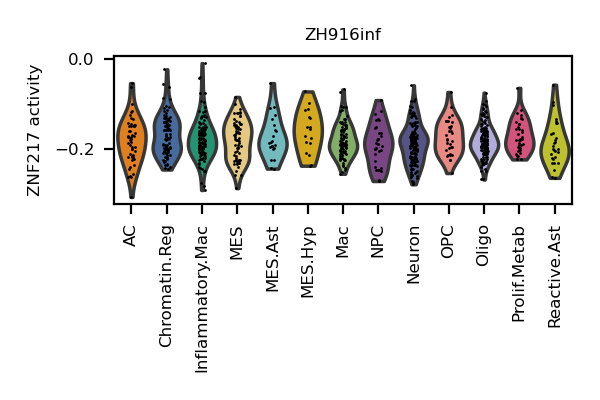 ZH916inf
ZNF217 activity
0.0
−0.2
AC
Chromatin.Reg
Inflammatory.Mac
MES
MES.Ast
MES.Hyp
Mac
NPC
Neuron
OPC
Oligo
Prolif.Metab
Reactive.Ast